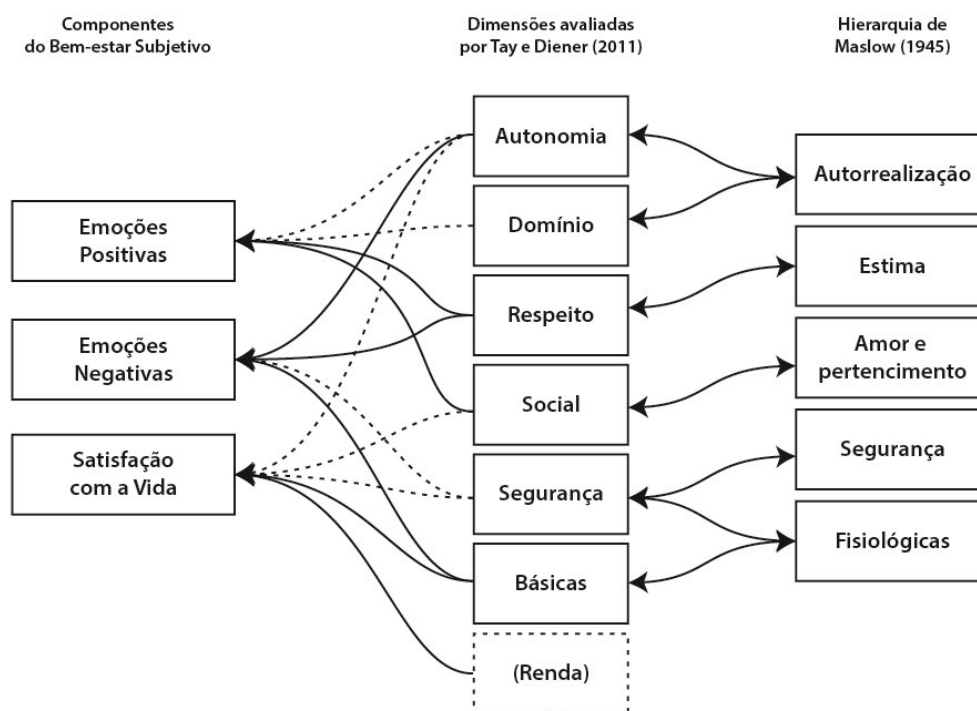 Componentes
do Bem-estar Subjetivo
Dimensões avaliadas
por Tay e Diener (2011)
Hierarquia de
Maslow (1945)
Emoções
Positivas
Emoções
Negativas
Satisfação
com a Vida
Autonomia
Domínio
Respeito
Social
Segurança
Básicas
(Renda)
Autorrealização
Estima
Amor e
pertencimento
Segurança
Fisiológicas